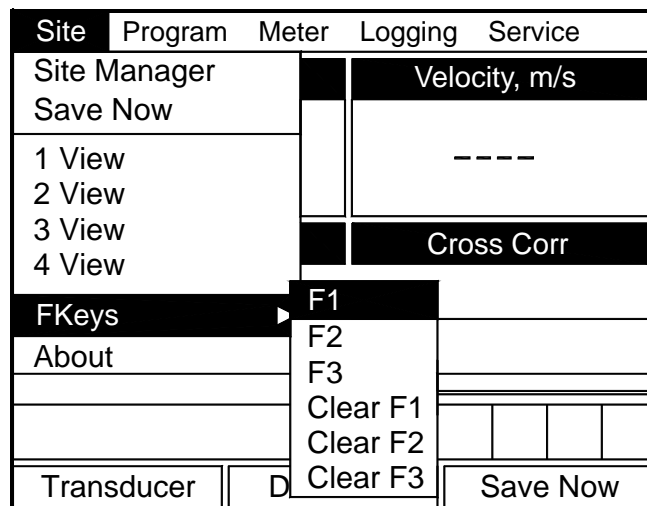 Site Program Meter Logging Service
Site Manager
Save Now
Velocity, m/s
----
1 View
2 View
3 View
4 View
Cross Corr
FKeys
About
F1
F2
F3
Clear F1
Clear F2
Clear F3
Transducer D Save Now